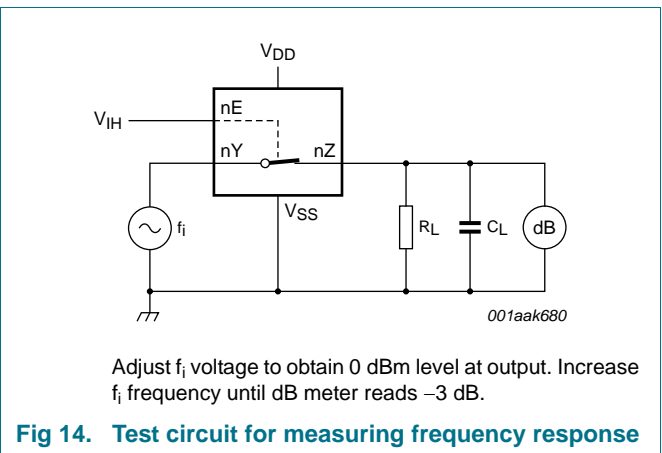 VDD
VIH
nE
nY
nZ
VSS
fi
RL
CL
dB
001aak680
Adjust fi voltage to obtain 0 dBm level at output. Increase
fi frequency until dB meter reads −3 dB.
Fig 14. Test circuit for measuring frequency response